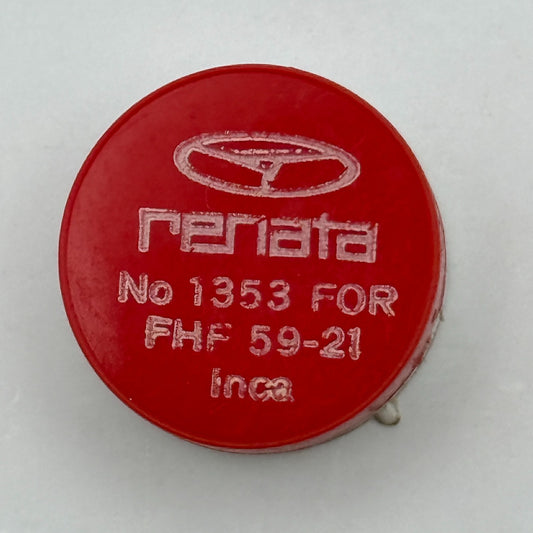 renata
No 1353 FOR
FHF 59-21
Inca